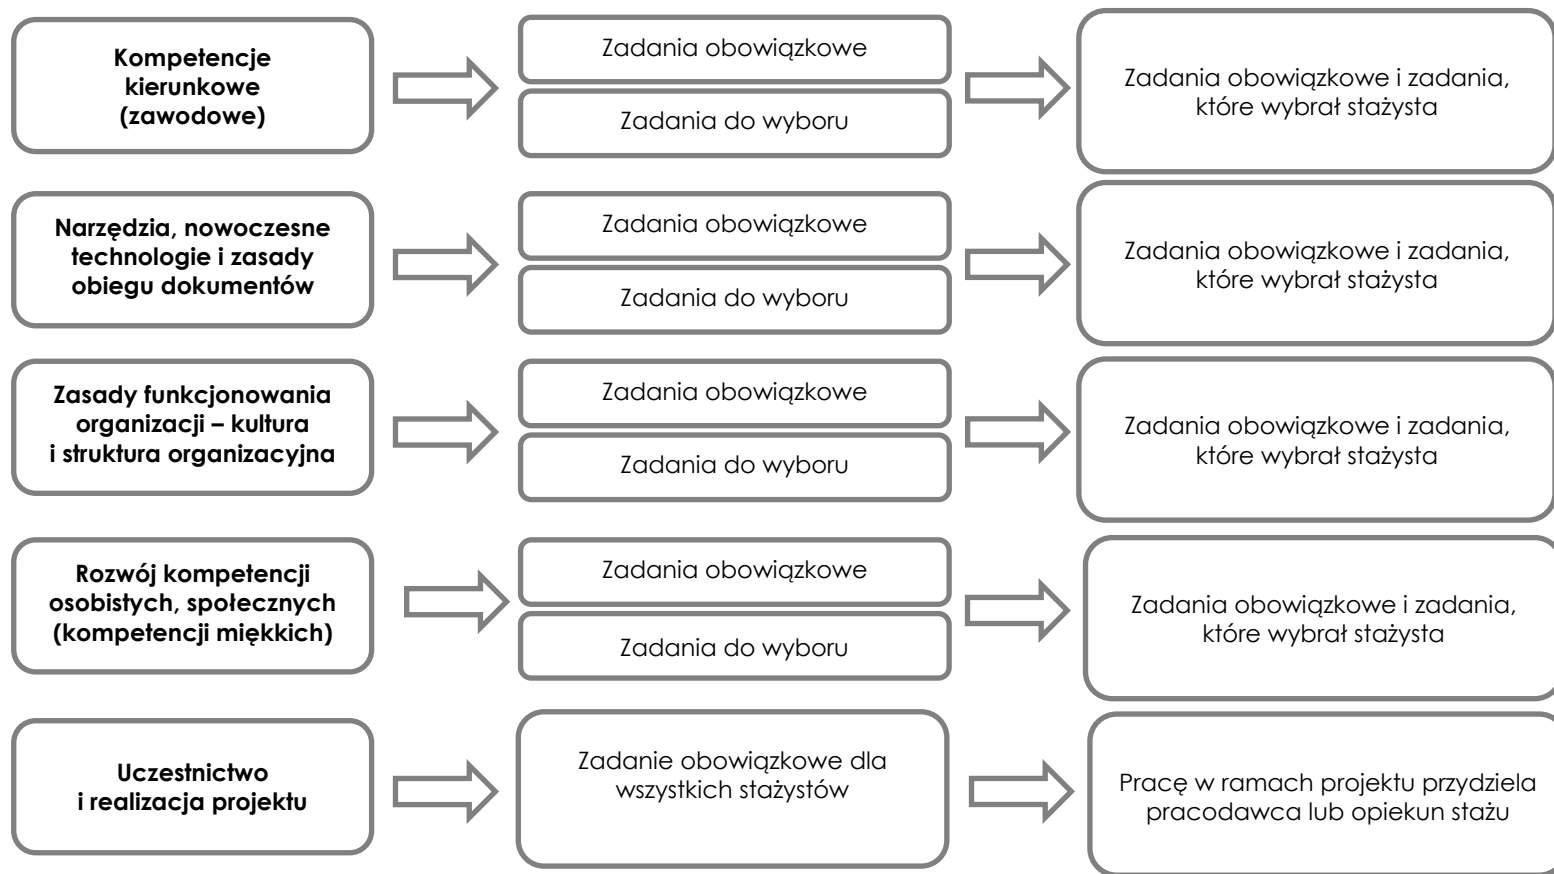 Kompetencje
kierunkowe
(zawodowe)
Zadania obowiązkowe
Zadania do wyboru
Zadania obowiązkowe i zadania,
które wybrał stażysta
Narzędzia, nowoczesne
technologie i zasady
obiegu dokumentów
Zadania obowiązkowe
Zadania do wyboru
Zadania obowiązkowe i zadania,
które wybrał stażysta
Zasady funkcjonowania
organizacji – kultura
i struktura organizacyjna
Zadania obowiązkowe
Zadania do wyboru
Zadania obowiązkowe i zadania,
które wybrał stażysta
Rozwój kompetencji
osobistych, społecznych
(kompetencji miękkich)
Zadania obowiązkowe
Zadania do wyboru
Zadania obowiązkowe i zadania,
które wybrał stażysta
Uczestnictwo
i realizacja projektu
Zadanie obowiązkowe dla
wszystkich stażystów
Pracę w ramach projektu przydziela
pracodawca lub opiekun stażu